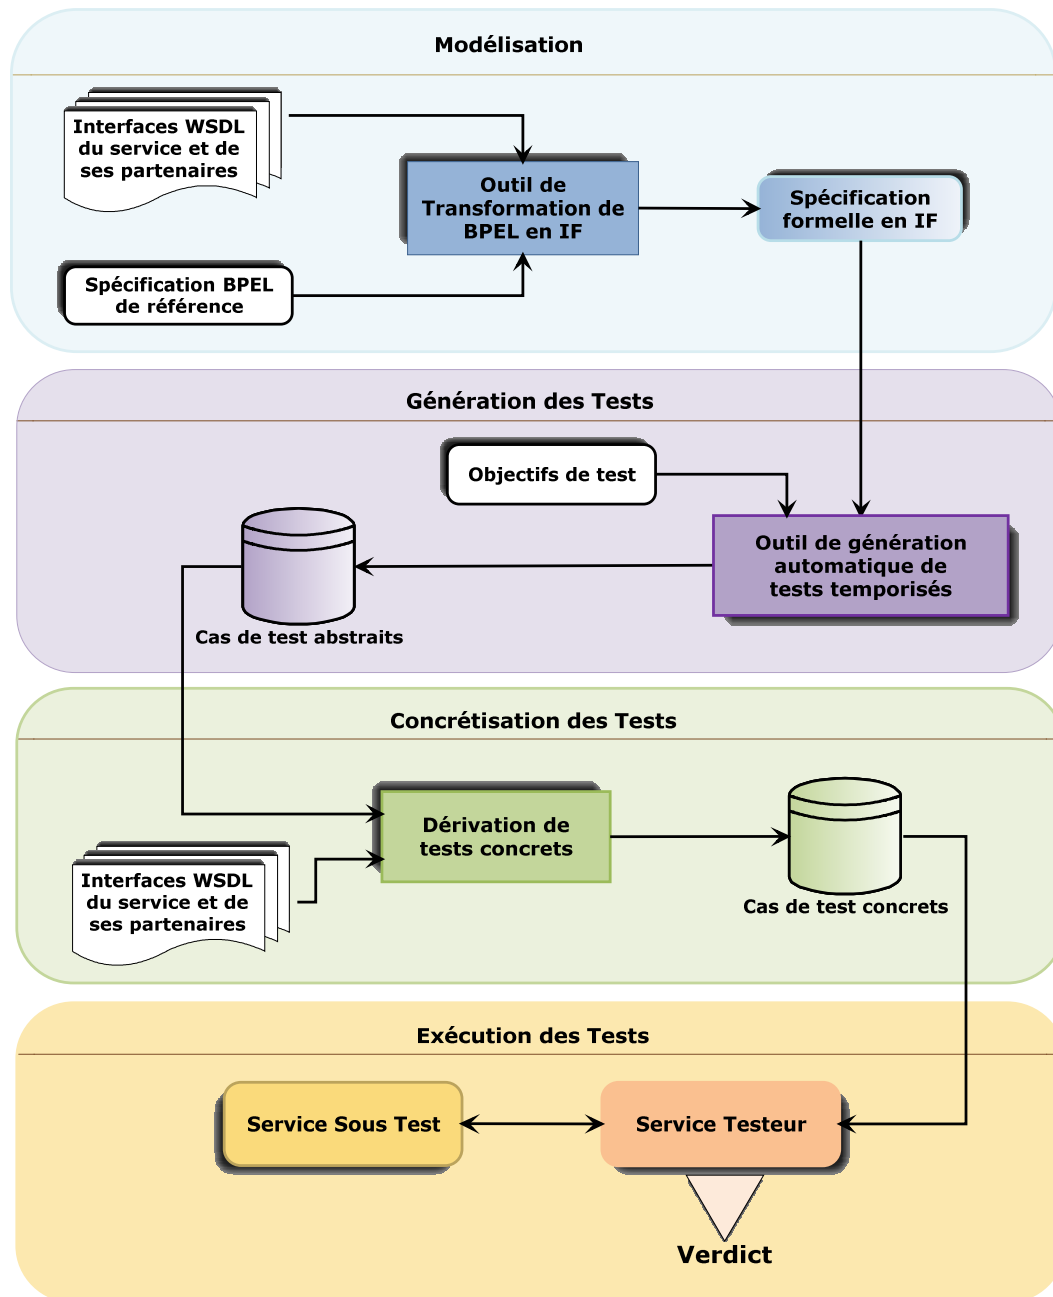 Modélisation
Interfaces WSDL
du service et de
ses partenaires
Outil de
Transformation de
BPEL en IF
Spécification
formelle en IF
Spécification BPEL
de référence
Génération des Tests
Objectifs de test
Outil de génération
automatique de
tests temporisés
Cas de test abstraits
Concrétisation des Tests
Dérivation de
tests concrets
Interfaces WSDL
du service et de
ses partenaires
Cas de test concrets
Exécution des Tests
Service Sous Test
Service Testeur
Verdict